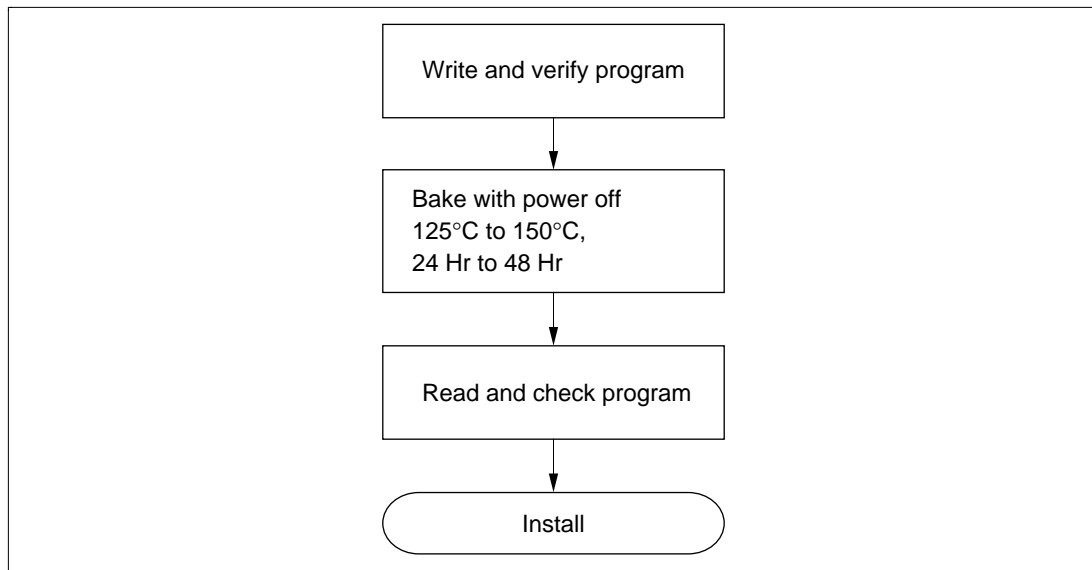 Write and verify program
Bake with power off
125°C to 150°C,
24 Hr to 48 Hr
Read and check program
Install